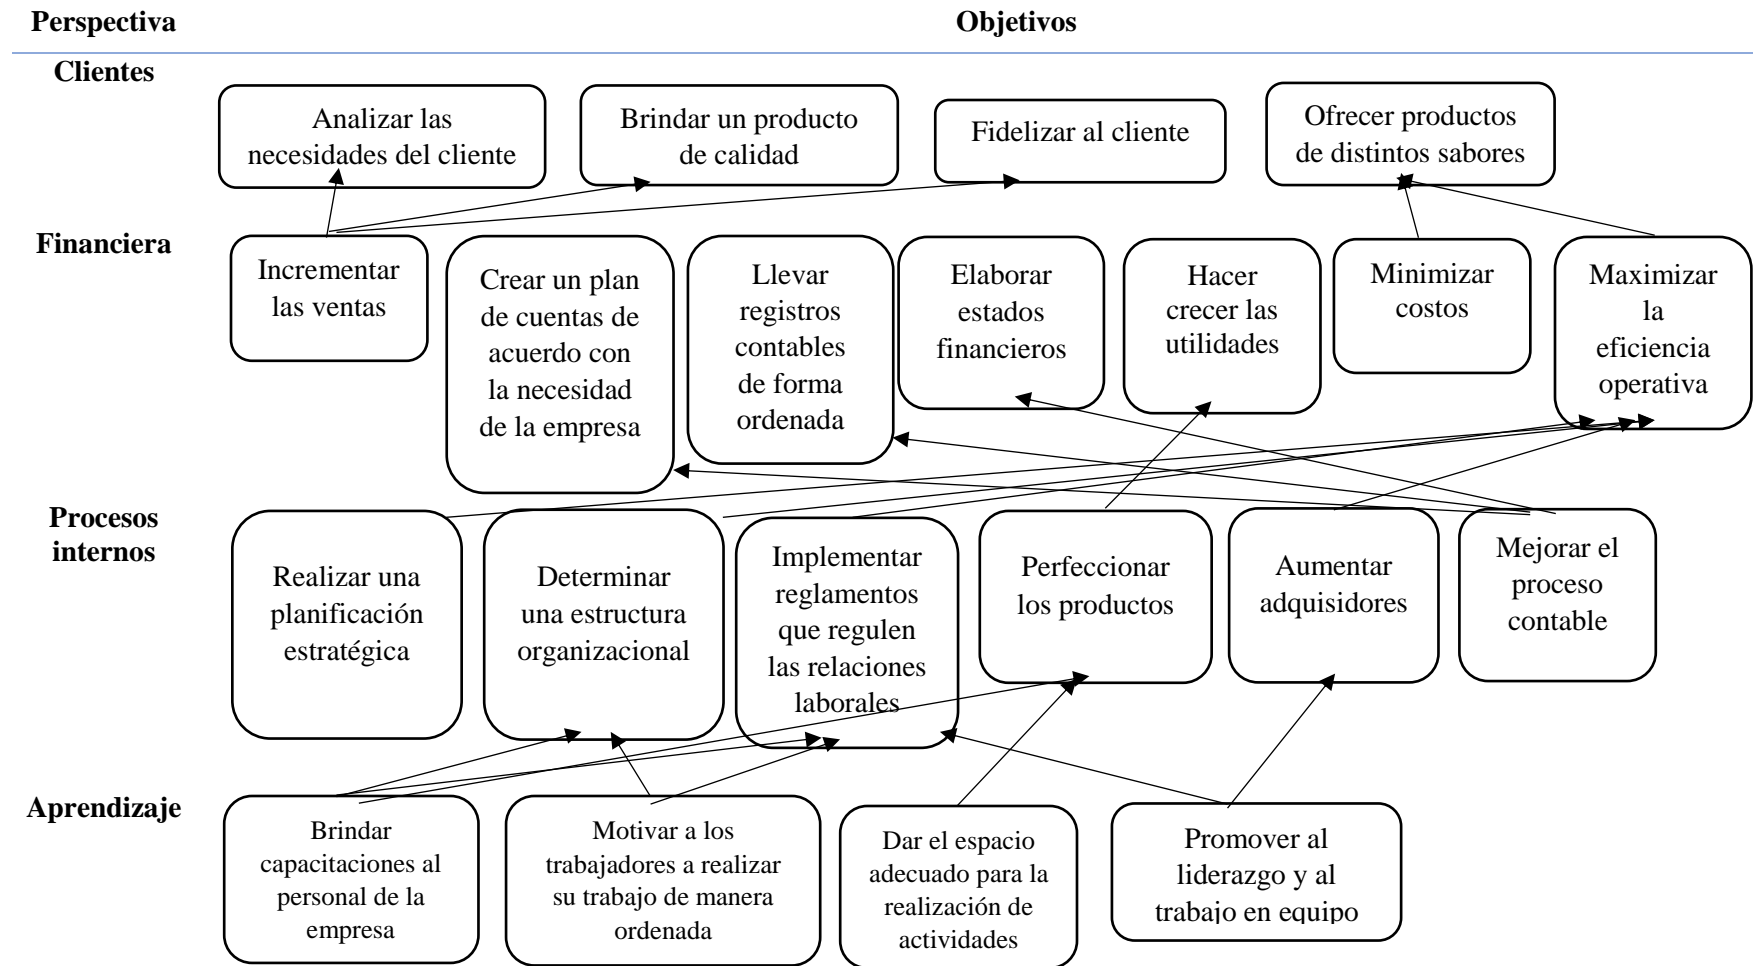 Perspectiva
Objetivos
Clientes
Analizar las
necesidades del cliente
Brindar un producto
de calidad
Fidelizar al cliente
Ofrecer productos
de distintos sabores
Financiera
Incrementar
las ventas
Crear un plan
de cuentas de
acuerdo con
la necesidad
de la empresa
Llevar
registros
contables
de forma
ordenada
Elaborar
estados
financieros
Hacer
crecer las
utilidades
Minimizar
costos
Maximizar
la
eficiencia
operativa
Procesos
internos
Realizar una
planificación
estratégica
Determinar
una estructura
organizacional
Implementar
reglamentos
que regulen
las relaciones
laborales
Perfeccionar
los productos
Aumentar
adquisidores
Mejorar el
proceso
contable
Aprendizaje
Brindar
capacitaciones al
personal de la
empresa
Motivar a los
trabajadores a realizar
su trabajo de manera
ordenada
Dar el espacio
adecuado para la
realización de
actividades
Promover al
liderazgo y al
trabajo en equipo